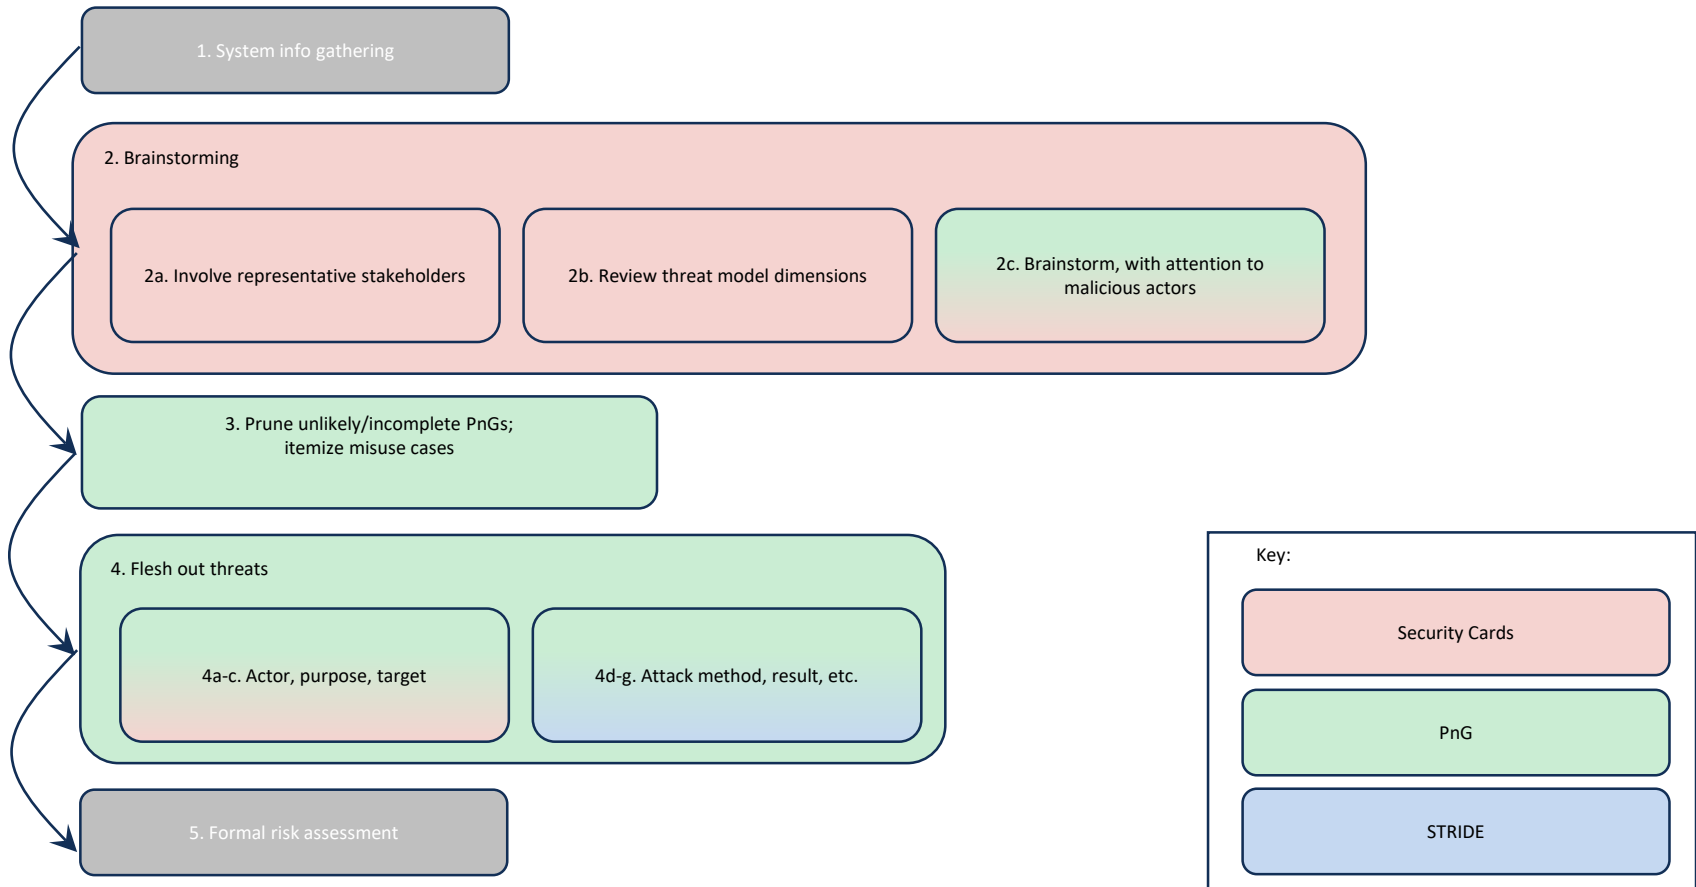 1. System info gathering
2. Brainstorming
2a. Involve representative stakeholders
2b. Review threat model dimensions
2c. Brainstorm, with attention to
malicious actors
3. Prune unlikely/incomplete PnGs;
itemize misuse cases
4. Flesh out threats
4a-c. Actor, purpose, target
4d-g. Attack method, result, etc.
5. Formal risk assessment
Key:
Security Cards
PnG
STRIDE